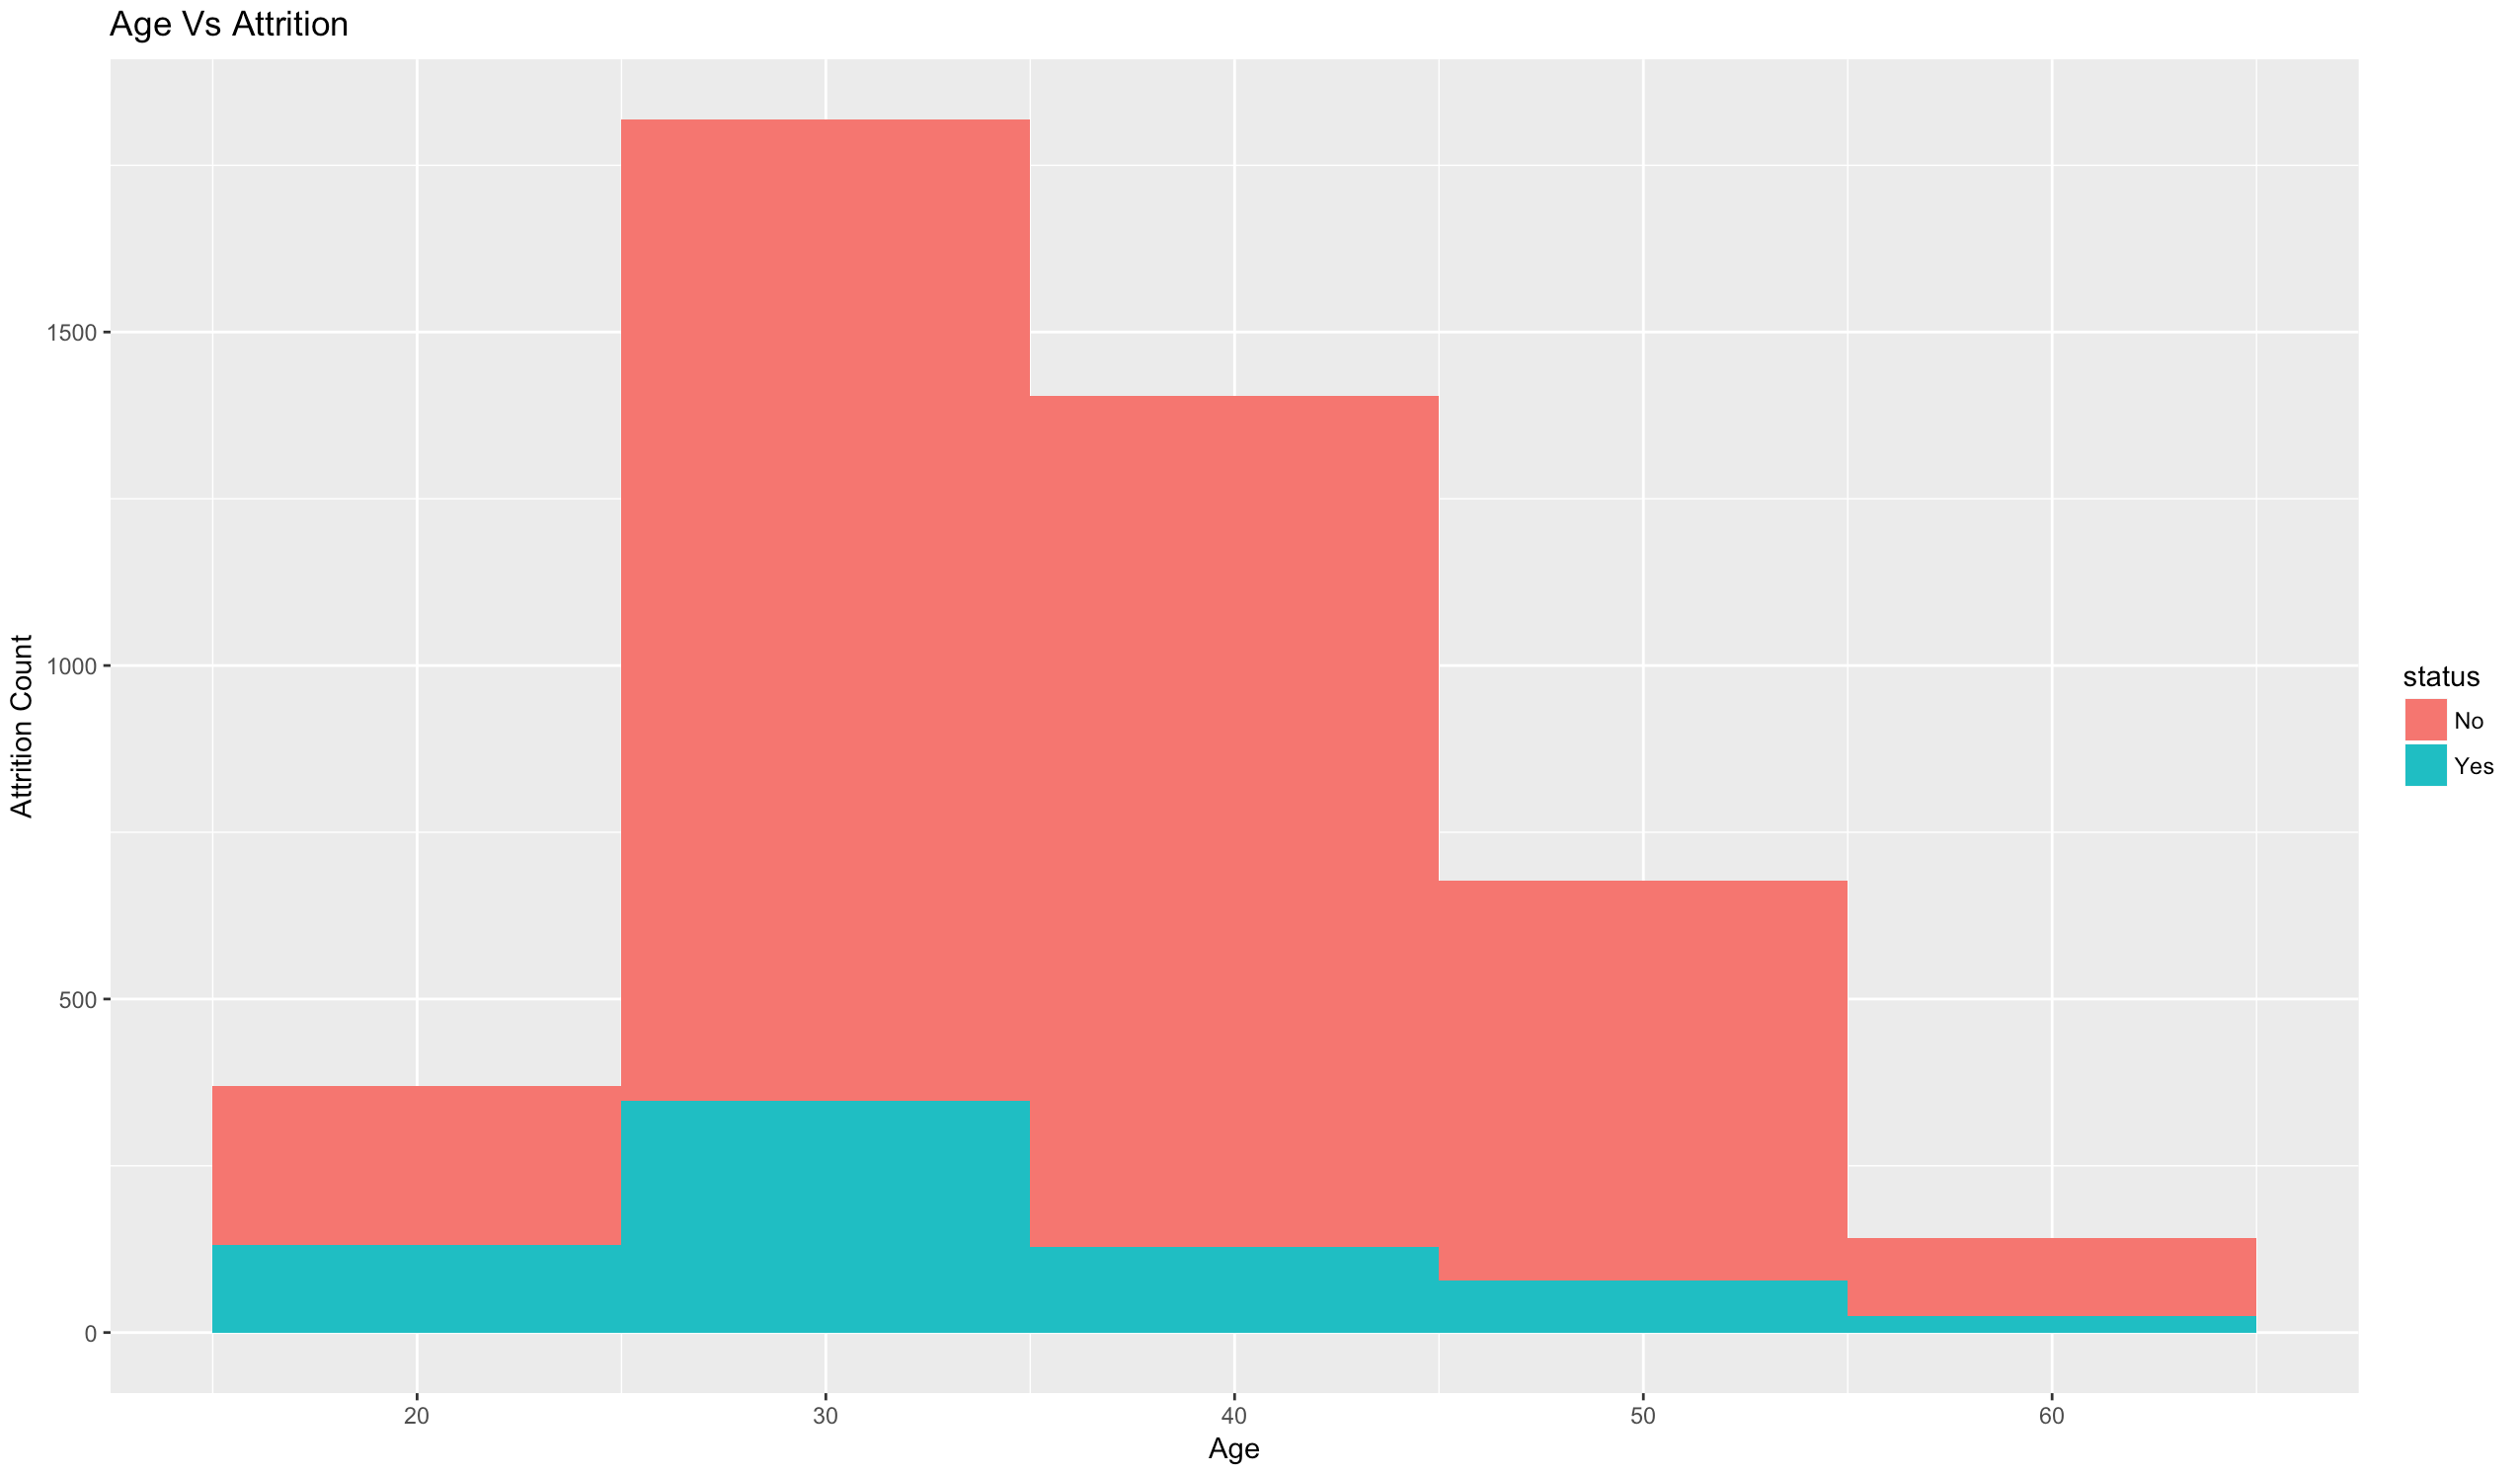 Age Vs Attrition
Attrition Count
1500
1000
500
0
20 30 40 50 60
Age
status
No
Yes